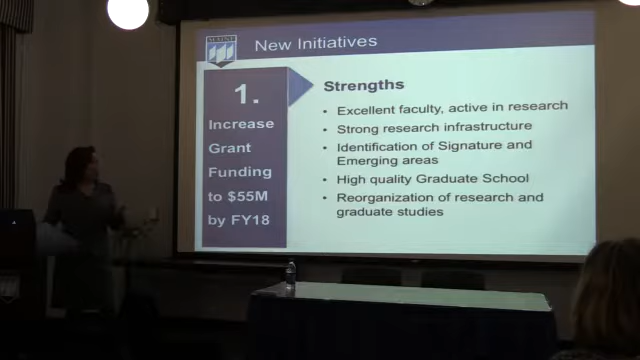 MAINE
New Initiatives
1.
Increase
Grant
Funding
to $55M
by FY18
Strengths
• Excellent faculty, active in research
• Strong research infrastructure
• Identification of Signature and
Emerging areas
• High quality Graduate School
• Reorganization of research and
graduate studies